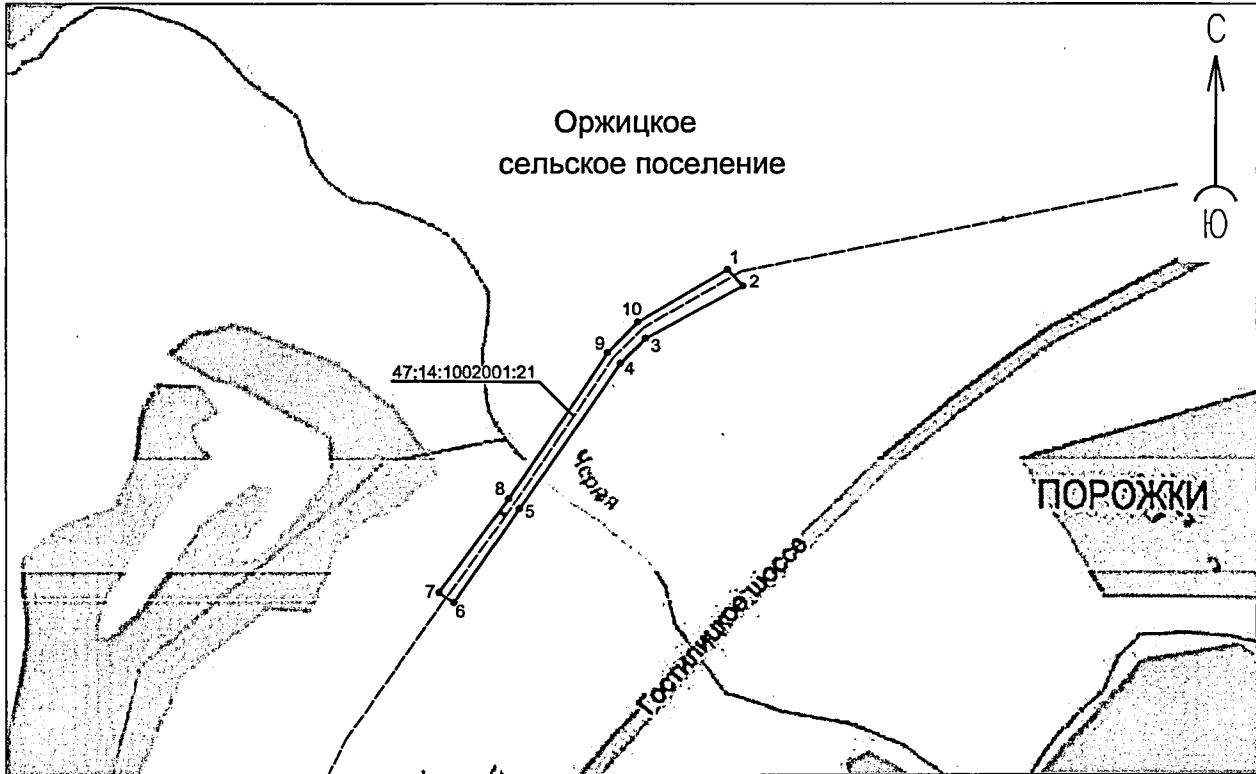 С
Оржицкое
сельское поселение
Ю
1
2
10
3
9
4
47;14:1002001:21
Черная
8
5
ПОРОЖКИ
Гостилицкое шоссе
7
6